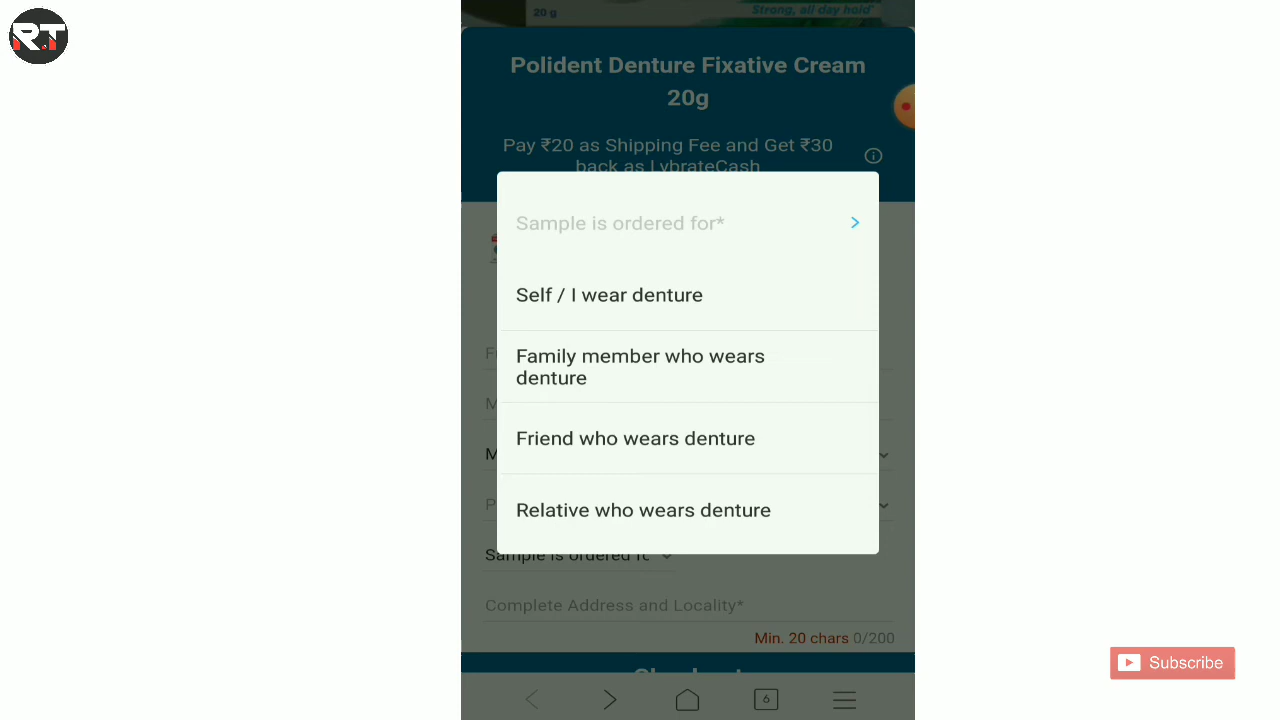 R.T
20 g
Strong, all day hold'
Polident Denture Fixative Cream
20g
Pay ₹20 as Shipping Fee and Get ₹30
back as LybrateCash
Sample is ordered for*
Self / I wear denture
Family member who wears
denture
Friend who wears denture
Relative who wears denture
Sample is ordered fo
Complete Address and Locality*
Min. 20 chars 0/200
6
Subscribe